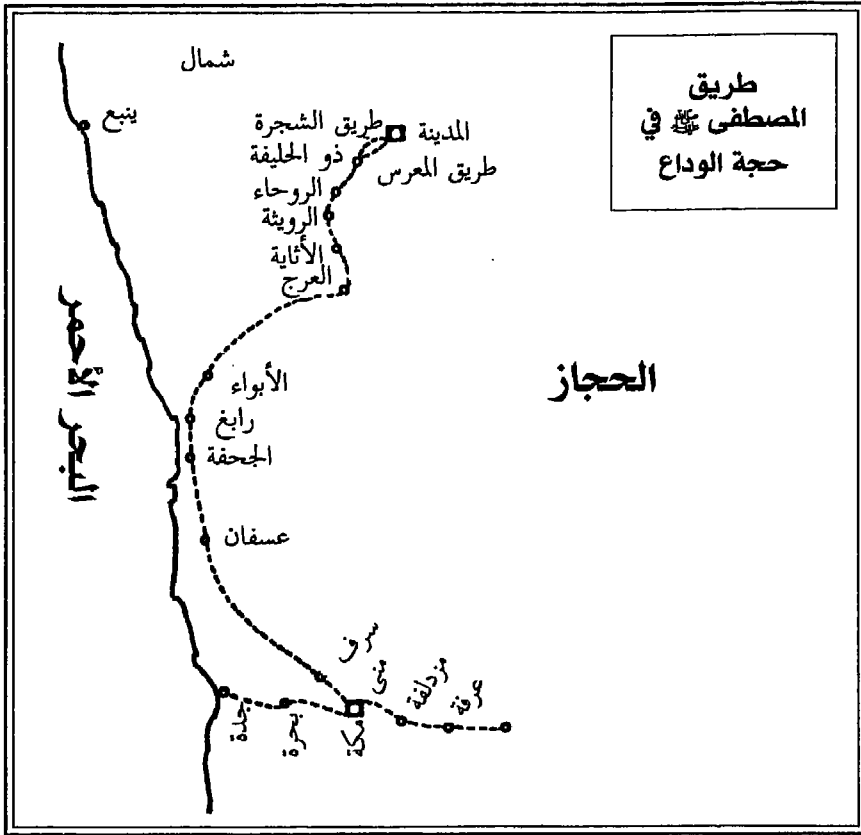 طريق
المصطفى ﷺ في
حجة الوداع
شمال
ينبع
المدينة
طريق الشجرة
ذو الحليفة
طريق المعرس
الروحاء
الرويثة
الأثاية
العرج
البحر الأحمر
الحجاز
الأبواء
رابغ
الجحفة
عسفان
سرف
منى
مزدلفة
عرفة
مكة
بحرة
جدة